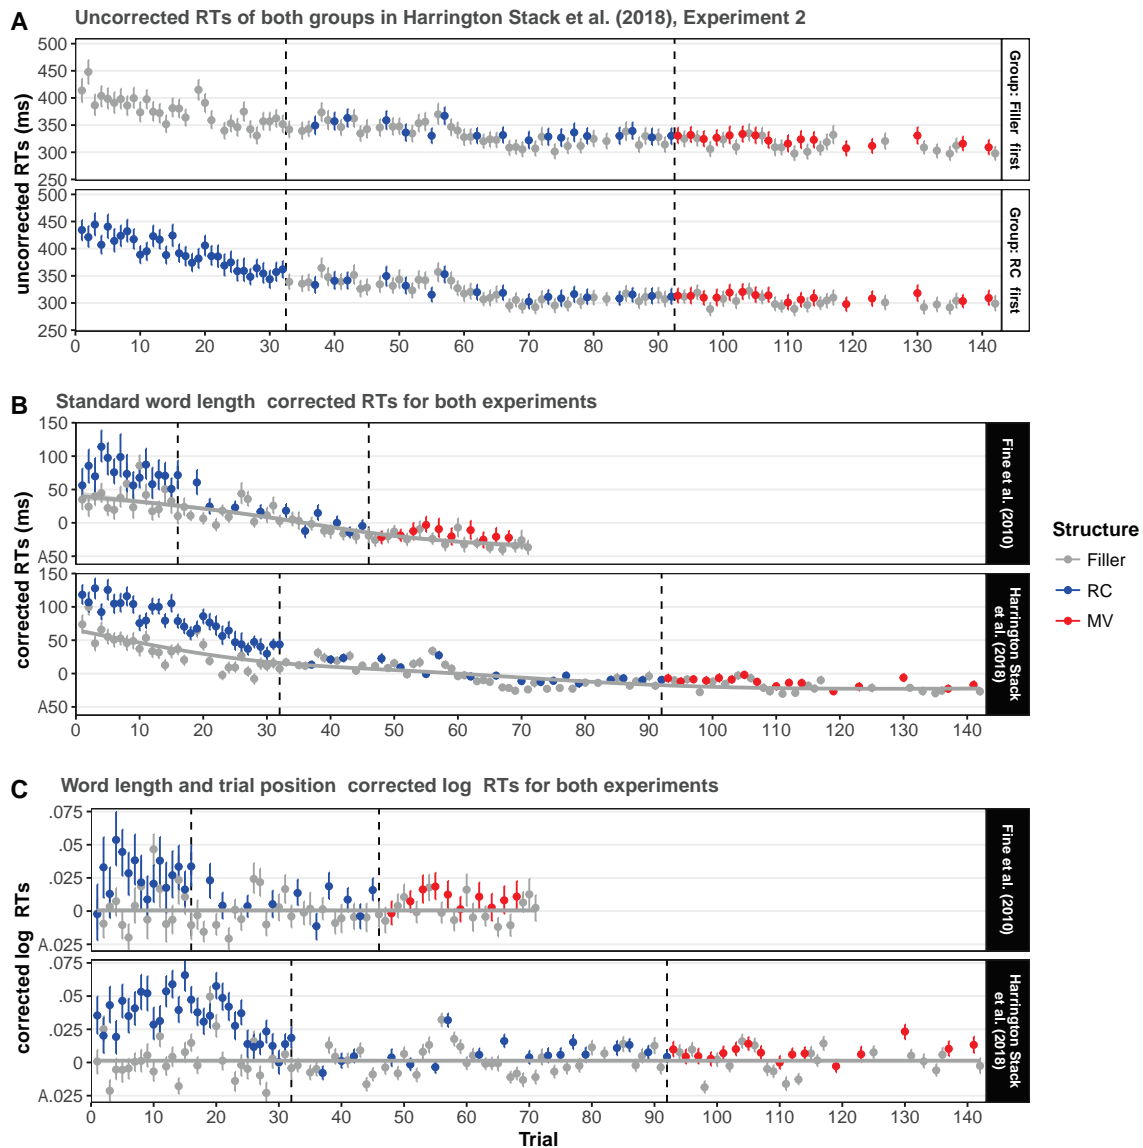 A Uncorrected RTs of both groups in Harrington Stack et al. (2018), Experiment 2
uncorrected RTs (ms)
500
450
400
350
300
250
Group: Filler first
500
450
400
350
300
250
Group: RC first
0 10 20 30 40 50 60 70 80 90 100 110 120 130 140
B Standard word length corrected RTs for both experiments
corrected RTs (ms)
150
100
50
0
A50
Fine et al. (2010)
150
100
50
0
A50
Harrington Stack
et al. (2018)
0 10 20 30 40 50 60 70 80 90 100 110 120 130 140
Structure
Filler
RC
MV
C Word length and trial position corrected log RTs for both experiments
corrected log RTs
.075
.05
.025
0
A.025
Fine et al. (2010)
.075
.05
.025
0
A.025
Harrington Stack
et al. (2018)
0 10 20 30 40 50 60 70 80 90 100 110 120 130 140
Trial